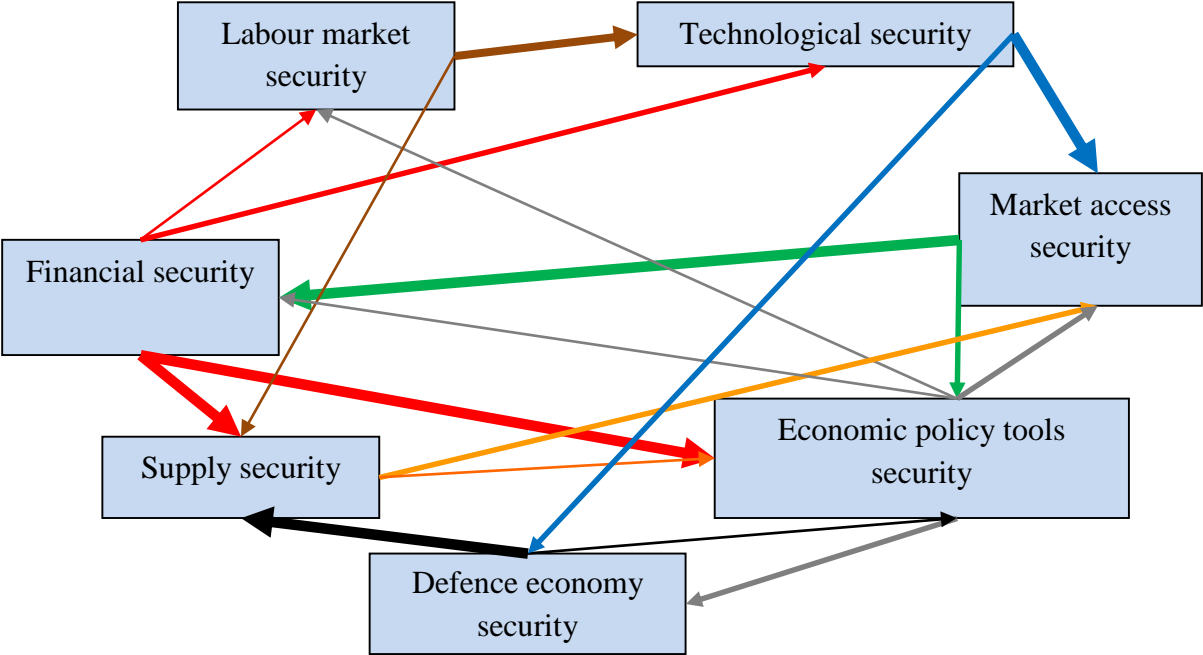 Labour market
security
Technological security
Market access
security
Financial security
Economic policy tools
security
Supply security
Defence economy
security